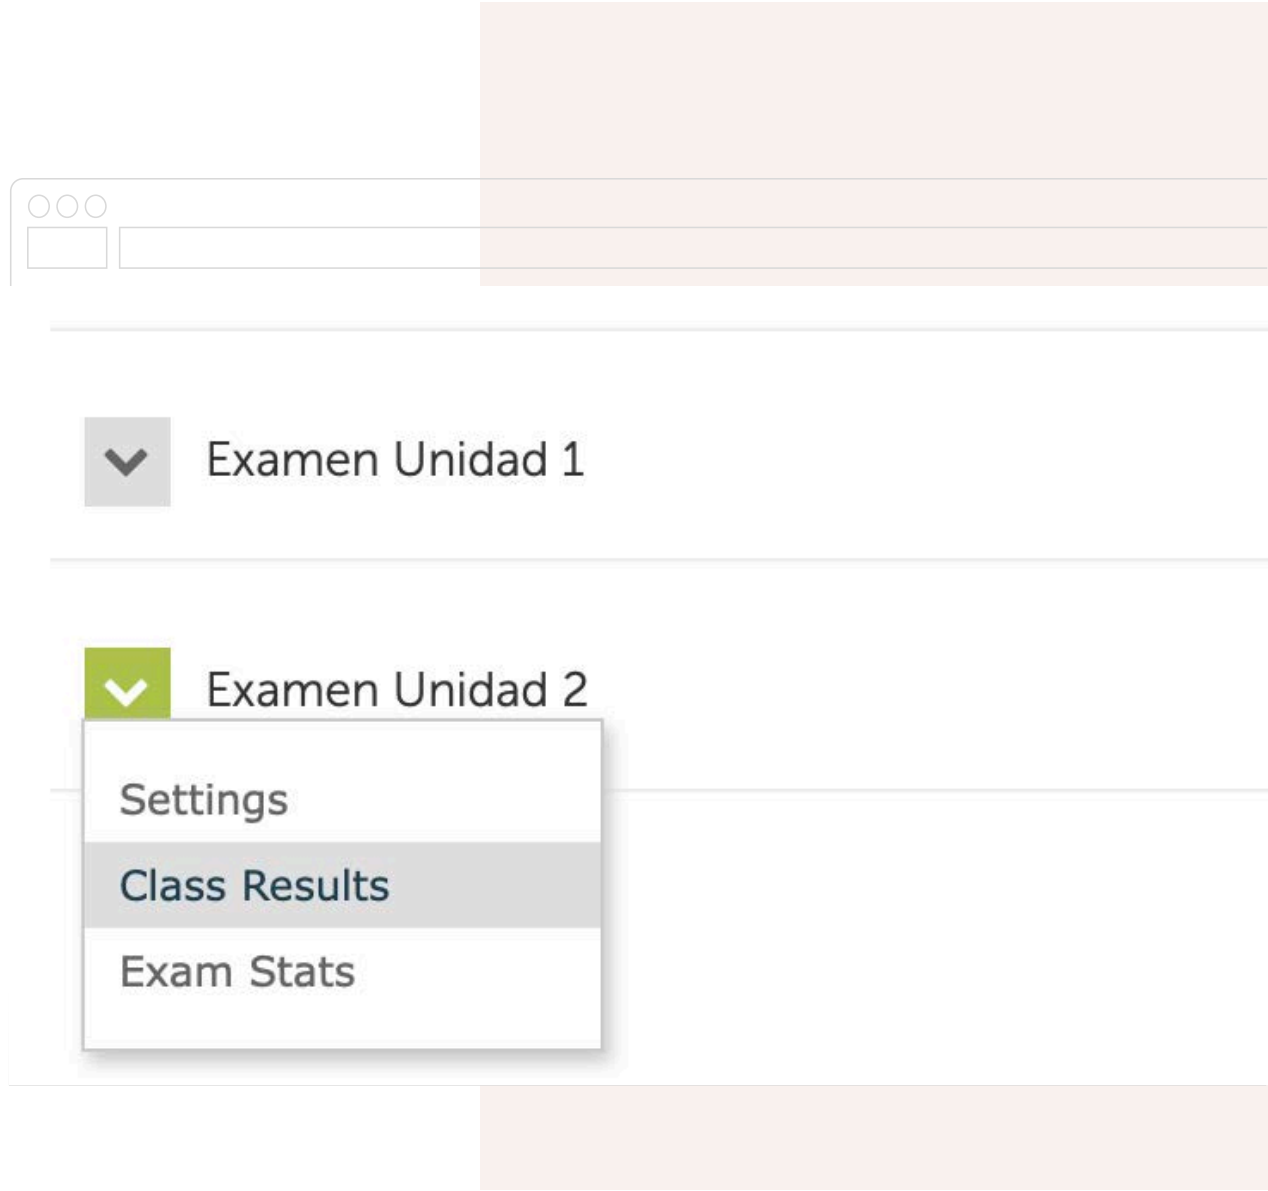 Examen Unidad 1
Examen Unidad 2
Settings
Class Results
Exam Stats